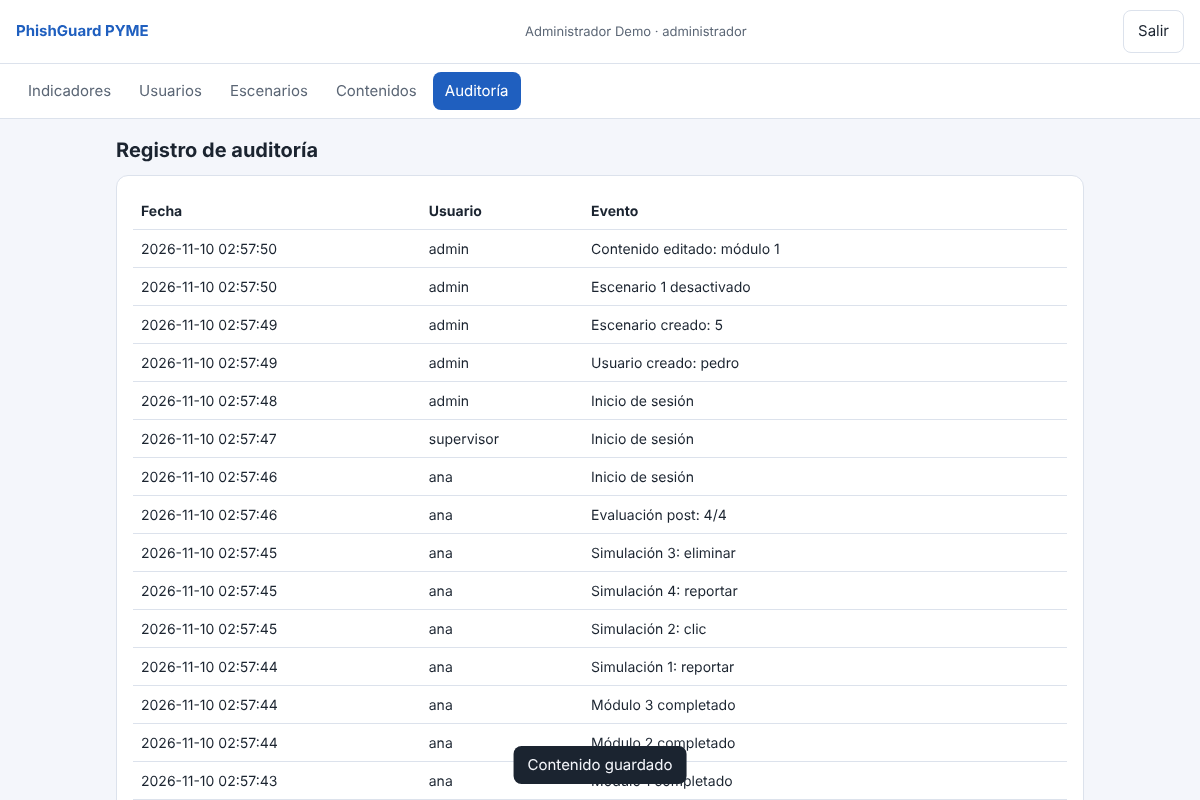 PhishGuard PYME
Administrador Demo · administrador
Salir
Indicadores Usuarios Escenarios Contenidos Auditoría
Registro de auditoría
Fecha Usuario Evento
2026-11-10 02:57:50 admin Contenido editado: módulo 1
2026-11-10 02:57:50 admin Escenario 1 desactivado
2026-11-10 02:57:49 admin Escenario creado: 5
2026-11-10 02:57:49 admin Usuario creado: pedro
2026-11-10 02:57:48 admin Inicio de sesión
2026-11-10 02:57:47 supervisor Inicio de sesión
2026-11-10 02:57:46 ana Inicio de sesión
2026-11-10 02:57:46 ana Evaluación post: 4/4
2026-11-10 02:57:45 ana Simulación 3: eliminar
2026-11-10 02:57:45 ana Simulación 4: reportar
2026-11-10 02:57:45 ana Simulación 2: clic
2026-11-10 02:57:44 ana Simulación 1: reportar
2026-11-10 02:57:44 ana Módulo 3 completado
2026-11-10 02:57:44 ana Módulo 2 completado
Contenido guardado
2026-11-10 02:57:43 ana